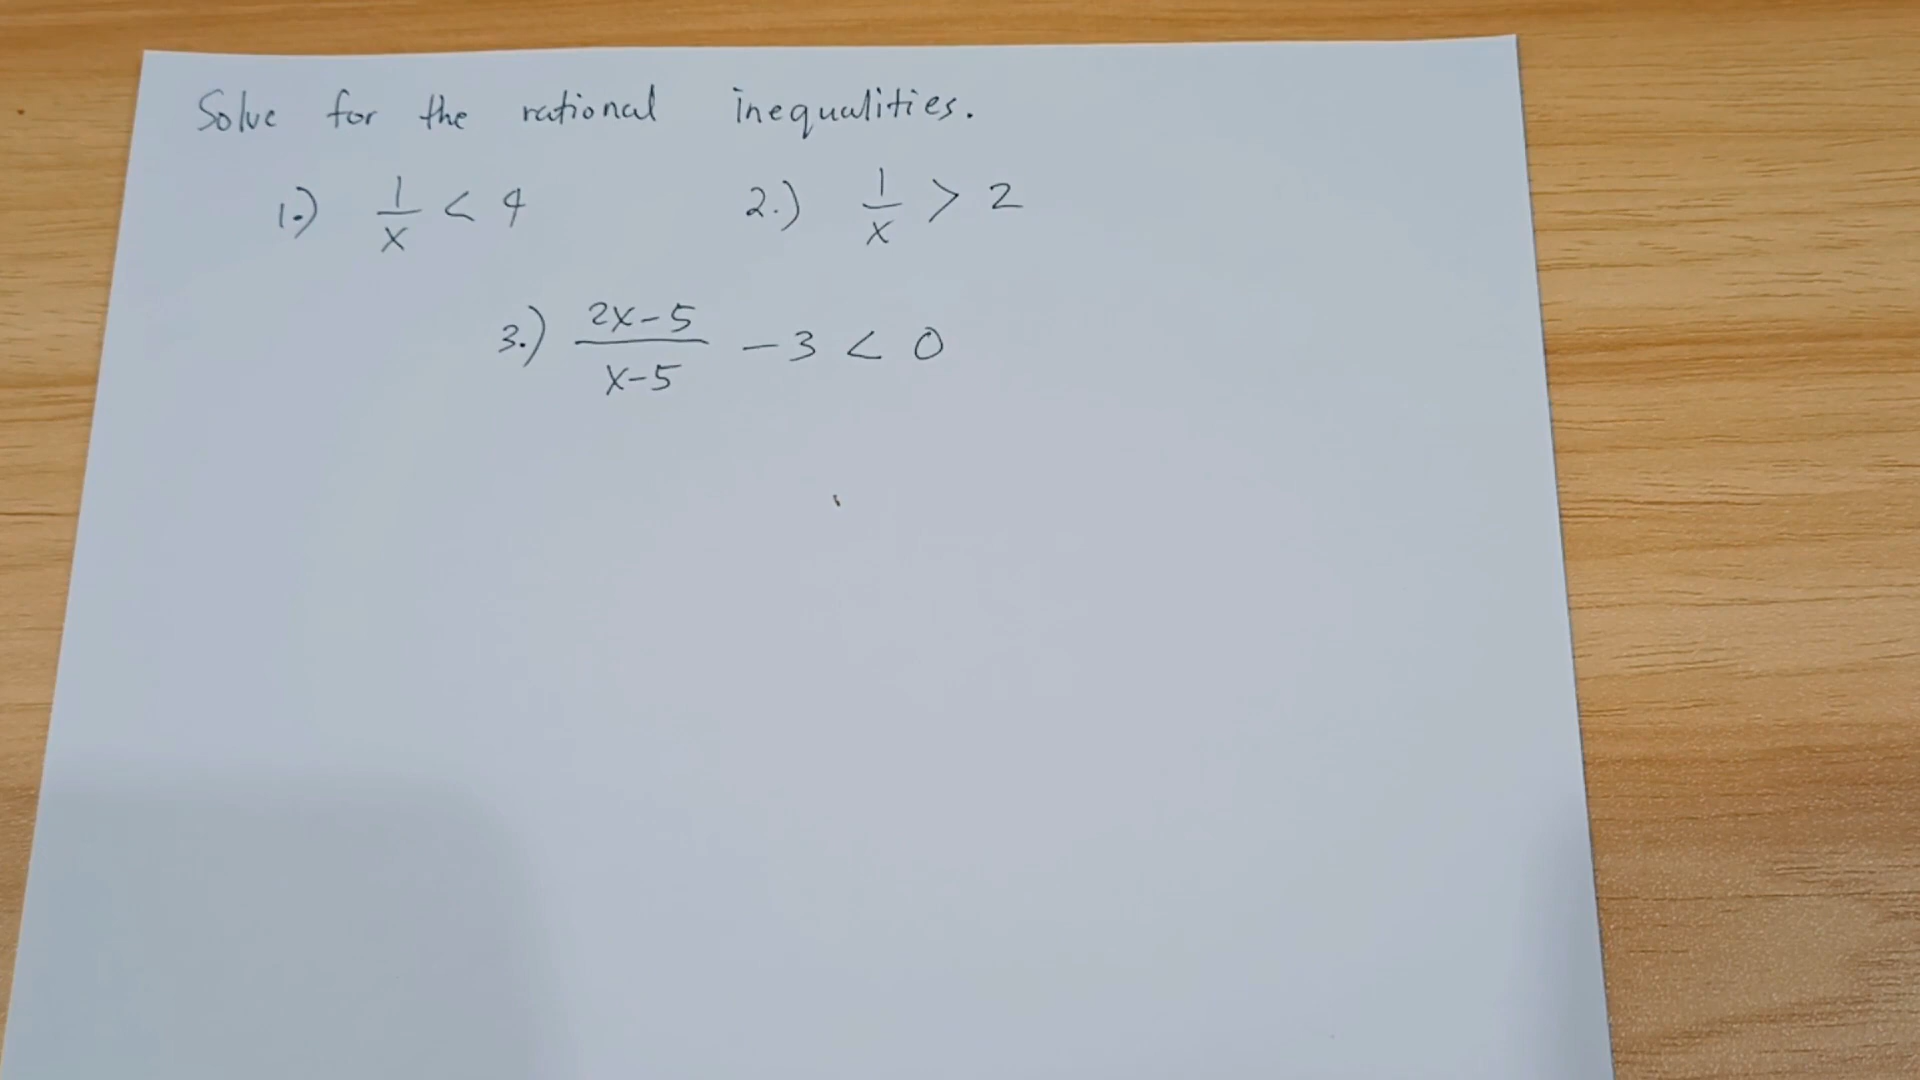 Solve for the rational inequalities.
1.) 1/x < 4 2.) 1/x > 2
3.) (2x-5)/(x-5) - 3 < 0